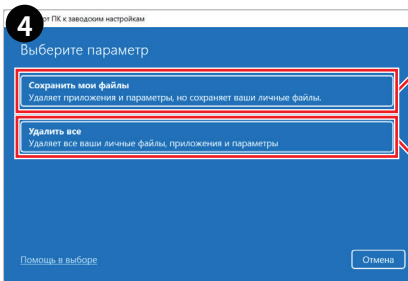 4
от ПК к заводским настройкам
Выберите параметр
Сохранить мои файлы
Удаляет приложения и параметры, но сохраняет ваши личные файлы.
Удалить все
Удаляет все ваши личные файлы, приложения и параметры
Помощь в выборе
Отмена